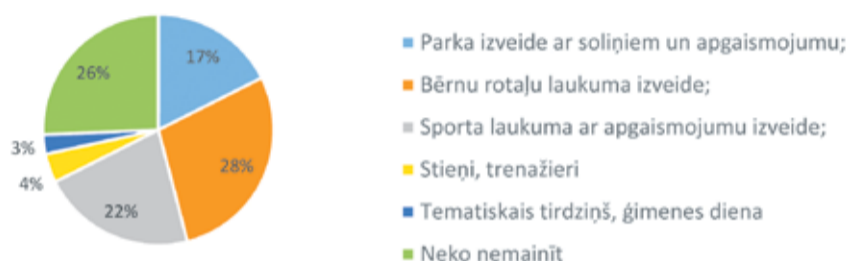 17%
28%
22%
4%
3%
26%
Parka izveide ar soliņiem un apgaismojumu;
Bērnu rotaļu laukuma izveide;
Sporta laukuma ar apgaismojumu izveide;
Stieņi, trenažieri
Tematiskais tirdziņš, ģimenes diena
Neko nemainīt